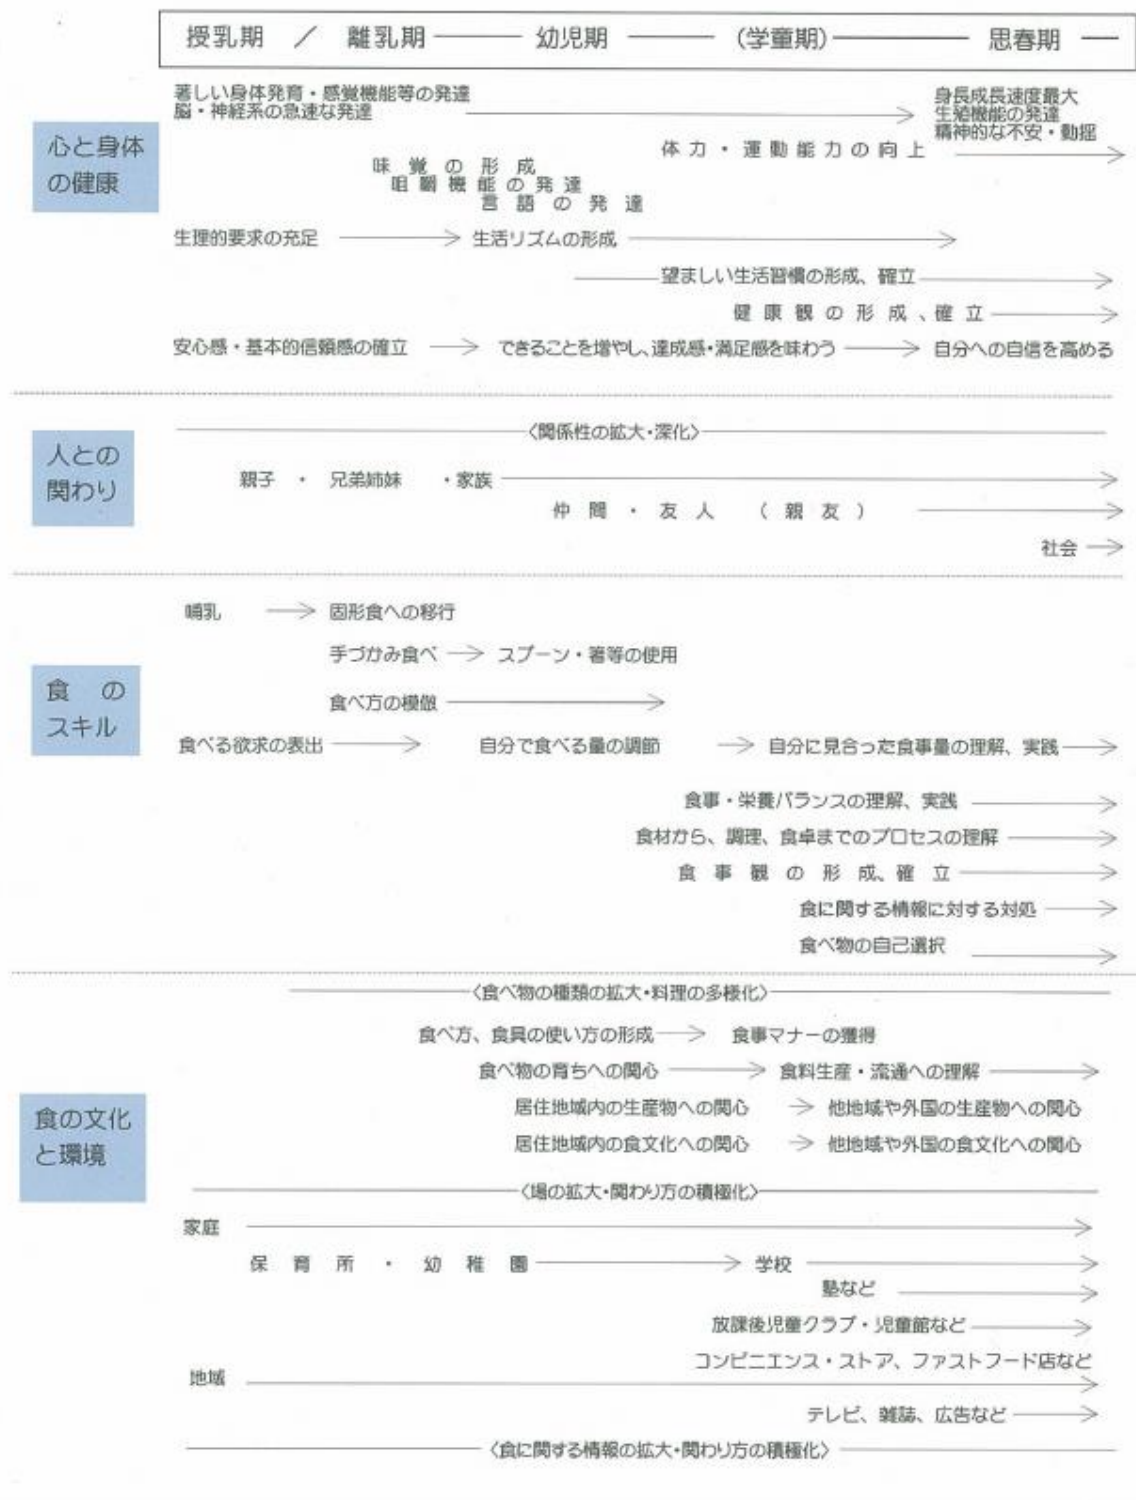 授乳期 / 離乳期 幼児期 (学童期) 思春期
心と身体
の健康
著しい身体発育・感覚機能等の発達
脳・神経系の急速な発達
身長成長速度最大
生殖機能の発達
精神的な不安・動揺
体力・運動能力の向上
味覚の形成
咀嚼機能の発達
言語の発達
生理的要求の充足 → 生活リズムの形成 →
望ましい生活習慣の形成、確立 →
健康観の形成、確立 →
安心感・基本的信頼感の確立 → できることを増やし、達成感・満足感を味わう → 自分への自信を高める
人との
関わり
〈関係性の拡大・深化〉
親子 ・ 兄弟姉妹 ・家族 →
仲間・友人(親友) →
社会 →
食 の
スキル
哺乳 → 固形食への移行
手づかみ食べ → スプーン・箸等の使用
食べ方の模倣 →
食べる欲求の表出 → 自分で食べる量の調節 → 自分に見合った食事量の理解、実践 →
食事・栄養バランスの理解、実践 →
食材から、調理、食卓までのプロセスの理解 →
食事観の形成、確立 →
食に関する情報に対する対処 →
食べ物の自己選択 →
食の文化
と環境
〈食べ物の種類の拡大・料理の多様化〉
食べ方、食具の使い方の形成 → 食事マナーの獲得
食べ物の育ちへの関心 → 食料生産・流通への理解 →
居住地域内の生産物への関心 → 他地域や外国の生産物への関心
居住地域内の食文化への関心 → 他地域や外国の食文化への関心
〈場の拡大・関わり方の積極化〉
家庭 →
保育所・幼稚園 → 学校 →
塾など →
放課後児童クラブ・児童館など →
コンビニエンス・ストア、ファストフード店など
地域 →
テレビ、雑誌、広告など →
〈食に関する情報の拡大・関わり方の積極化〉